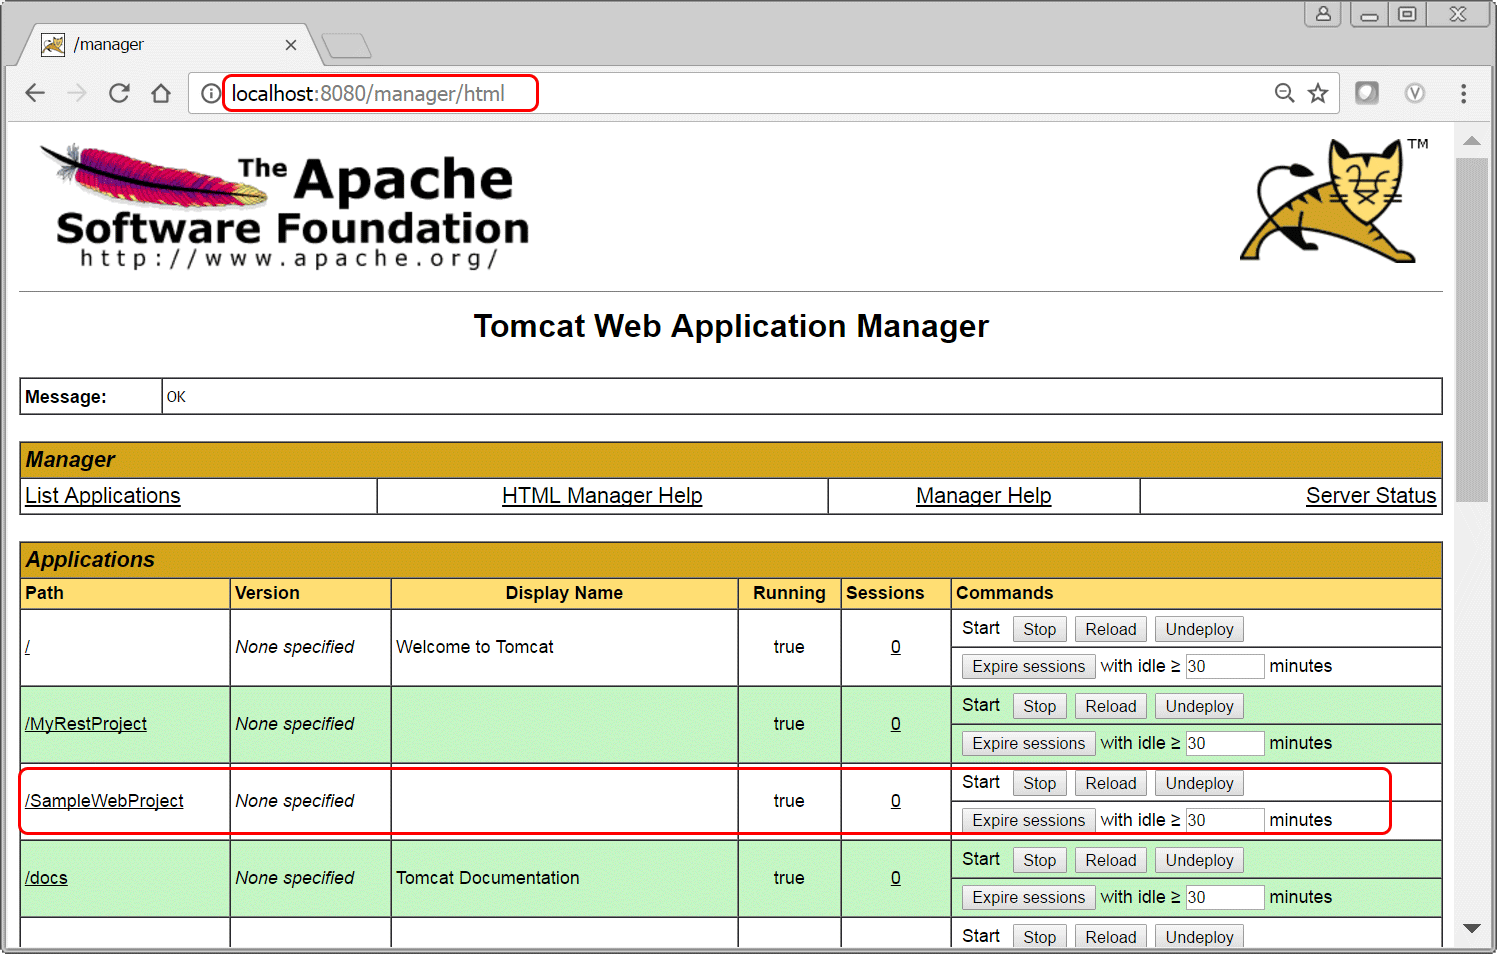 /manager
localhost:8080/manager/html
The Apache
Software Foundation
http://www.apache.org/
TM
Tomcat Web Application Manager
Message: OK
Manager
List Applications HTML Manager Help Manager Help Server Status
Applications
Path Version Display Name Running Sessions Commands
Start Stop Reload Undeploy
/ None specified Welcome to Tomcat true 0
Expire sessions with idle ≥ 30 minutes
Start Stop Reload Undeploy
/MyRestProject None specified true 0
Expire sessions with idle ≥ 30 minutes
Start Stop Reload Undeploy
/SampleWebProject None specified true 0
Expire sessions with idle ≥ 30 minutes
Start Stop Reload Undeploy
/docs None specified Tomcat Documentation true 0
Expire sessions with idle ≥ 30 minutes
Start Stop Reload Undeploy